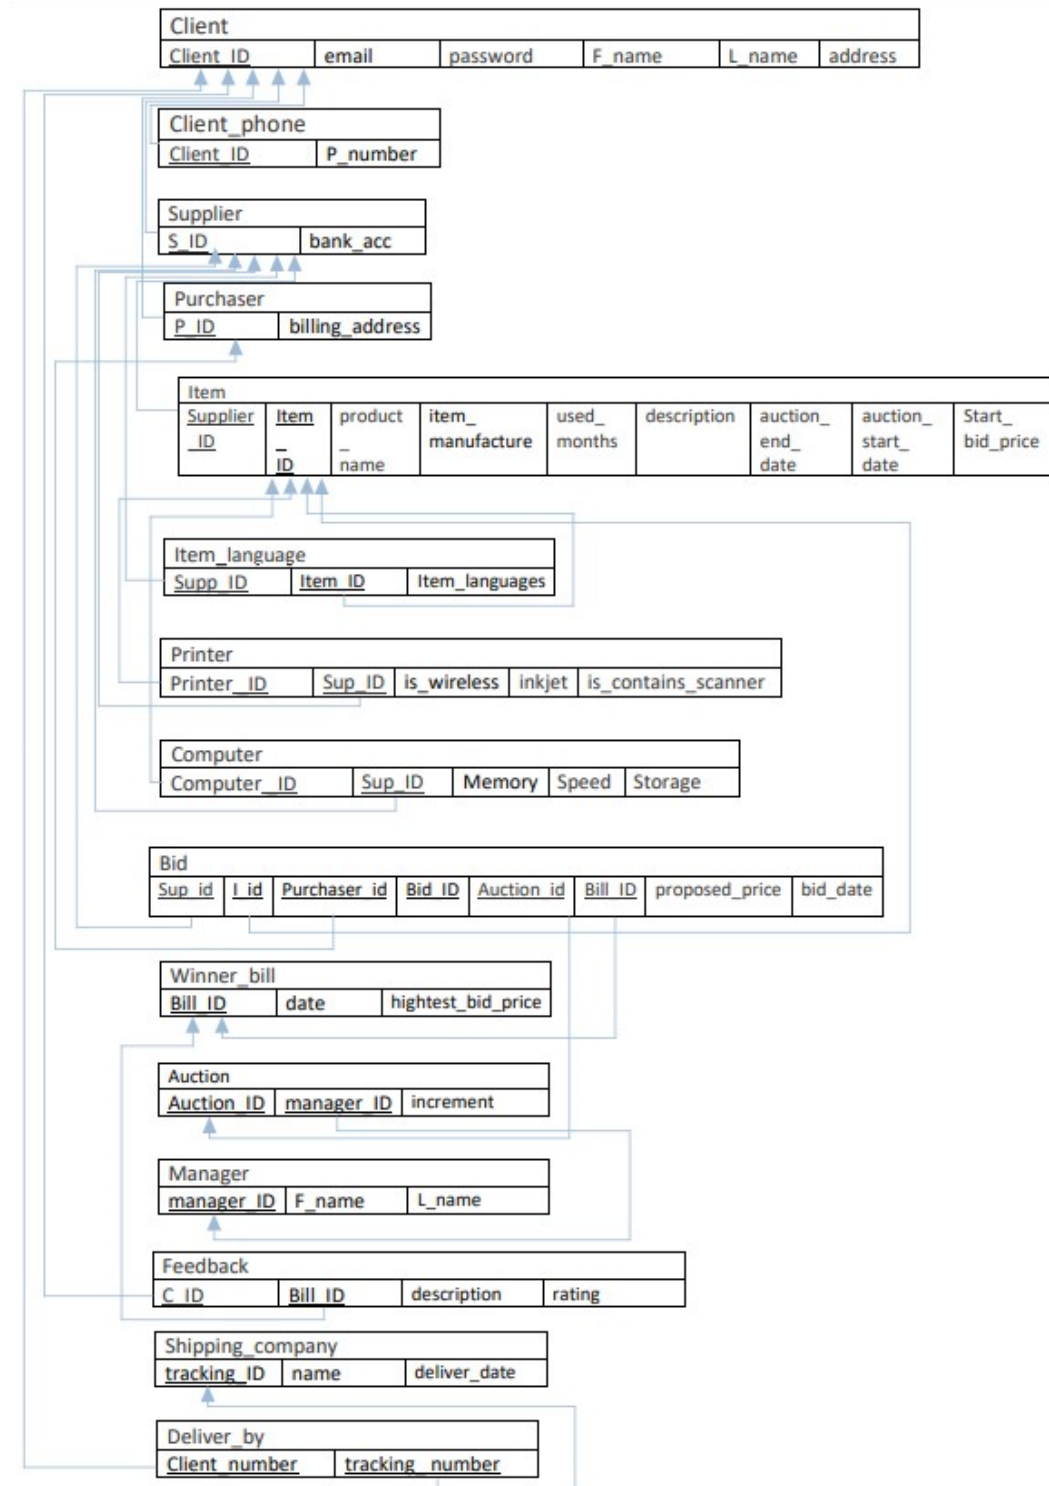 Client
Client_ID email password F_name L_name address
Client_phone
Client_ID P_number
Supplier
S_ID bank_acc
Purchaser
P_ID billing_address
Item
Supplier Item product item_ used_ description auction_ auction_ Start_
_ID _ _ manufacture months end_ start_ bid_price
ID name date date
Item_language
Supp_ID Item_ID Item_languages
Printer
Printer_ID Sup_ID is_wireless inkjet is_contains_scanner
Computer
Computer_ID Sup_ID Memory Speed Storage
Bid
Sup_id I_id Purchaser_id Bid_ID Auction_id Bill_ID proposed_price bid_date
Winner_bill
Bill_ID date hightest_bid_price
Auction
Auction_ID manager_ID increment
Manager
manager_ID F_name L_name
Feedback
C_ID Bill_ID description rating
Shipping_company
tracking_ID name deliver_date
Deliver_by
Client_number tracking_number